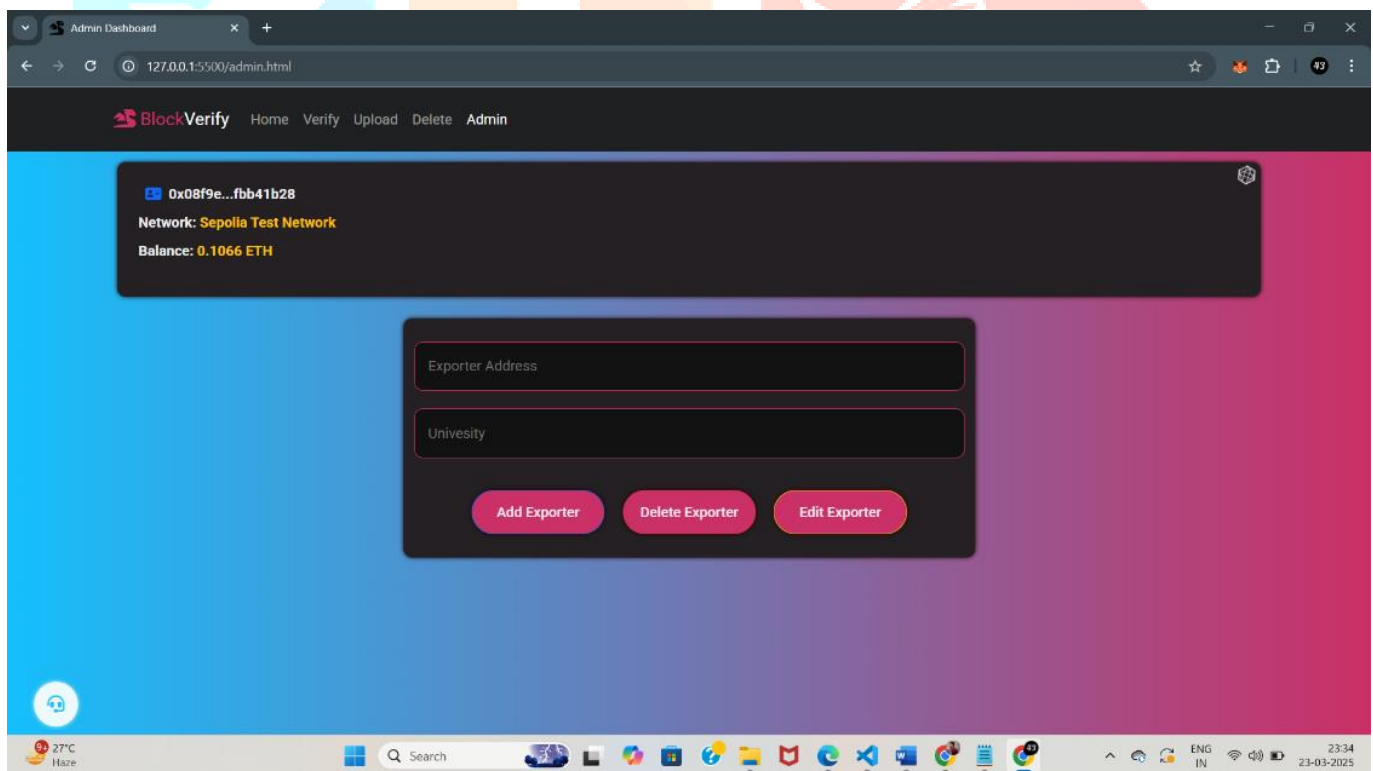 Admin Dashboard
127.0.0.1:5500/admin.html
43
BlockVerify Home Verify Upload Delete Admin
0x08f9e...fbb41b28
Network: Sepolia Test Network
Balance: 0.1066 ETH
Exporter Address
Univesity
Add Exporter Delete Exporter Edit Exporter
9+ 27°C
Haze
Search
ENG
IN
23:34
23-03-2025